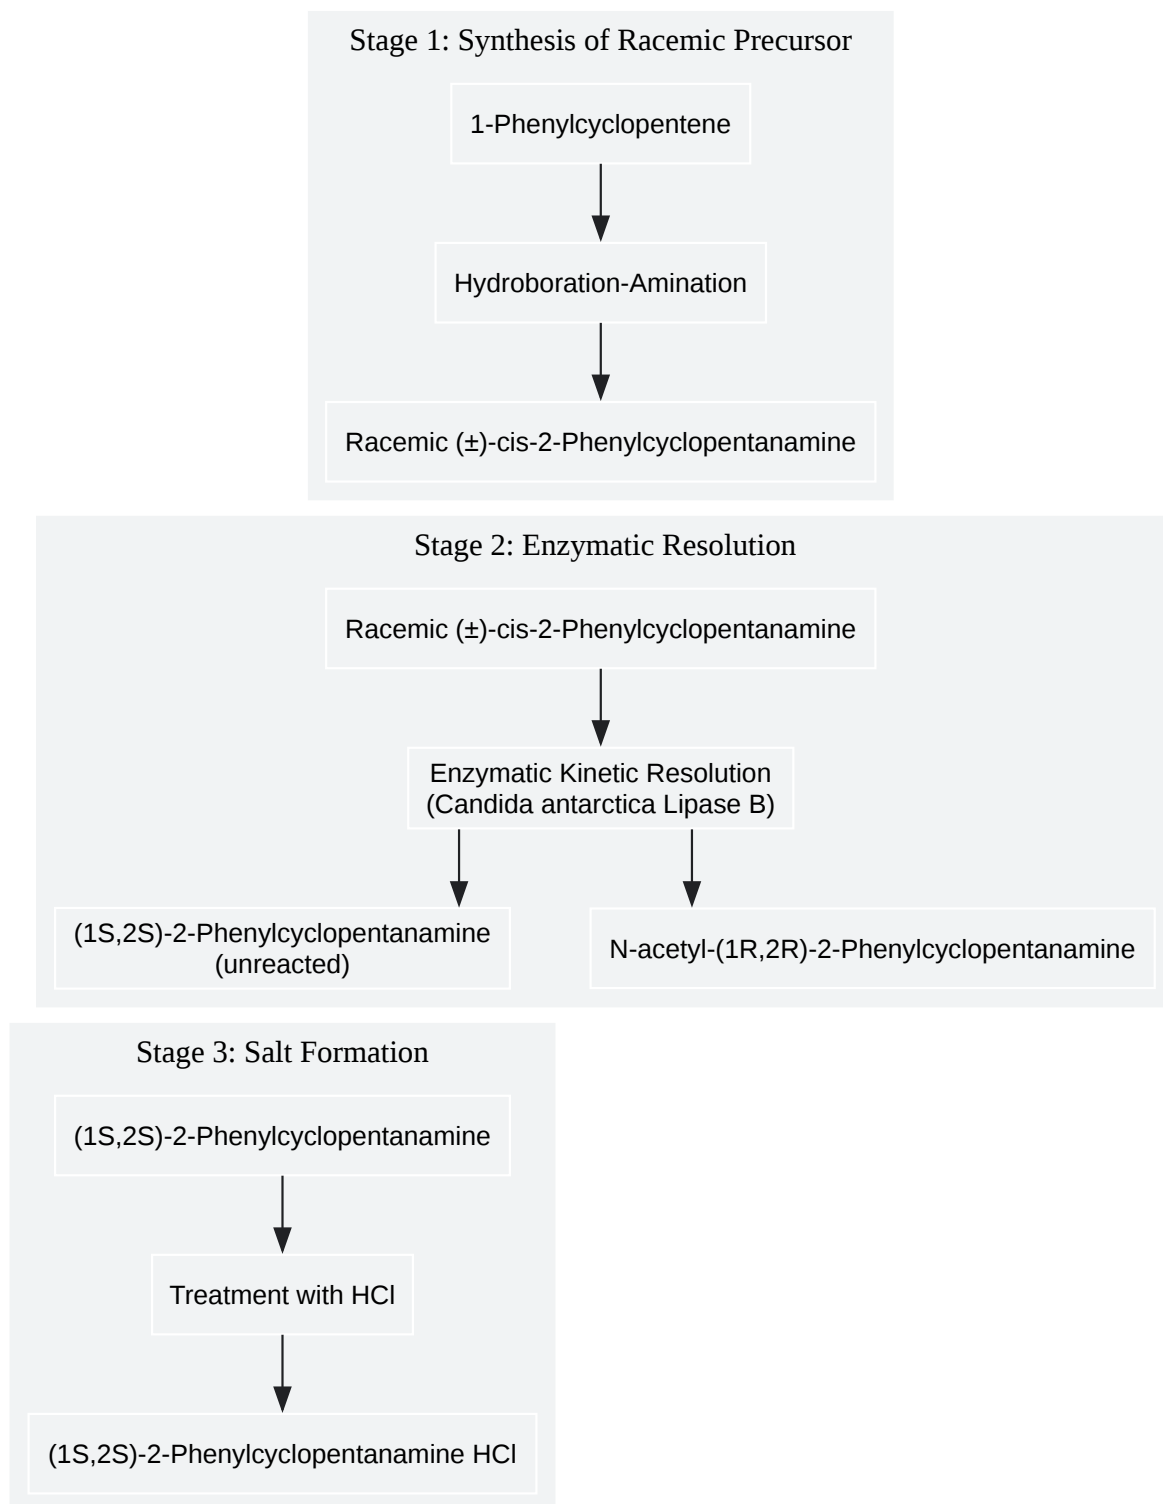 Stage 1: Synthesis of Racemic Precursor
1-Phenylcyclopentene
Hydroboration-Amination
Racemic (±)-cis-2-Phenylcyclopentanamine
Stage 2: Enzymatic Resolution
Racemic (±)-cis-2-Phenylcyclopentanamine
Enzymatic Kinetic Resolution
(Candida antarctica Lipase B)
(1S,2S)-2-Phenylcyclopentanamine
(unreacted)
N-acetyl-(1R,2R)-2-Phenylcyclopentanamine
Stage 3: Salt Formation
(1S,2S)-2-Phenylcyclopentanamine
Treatment with HCl
(1S,2S)-2-Phenylcyclopentanamine HCl